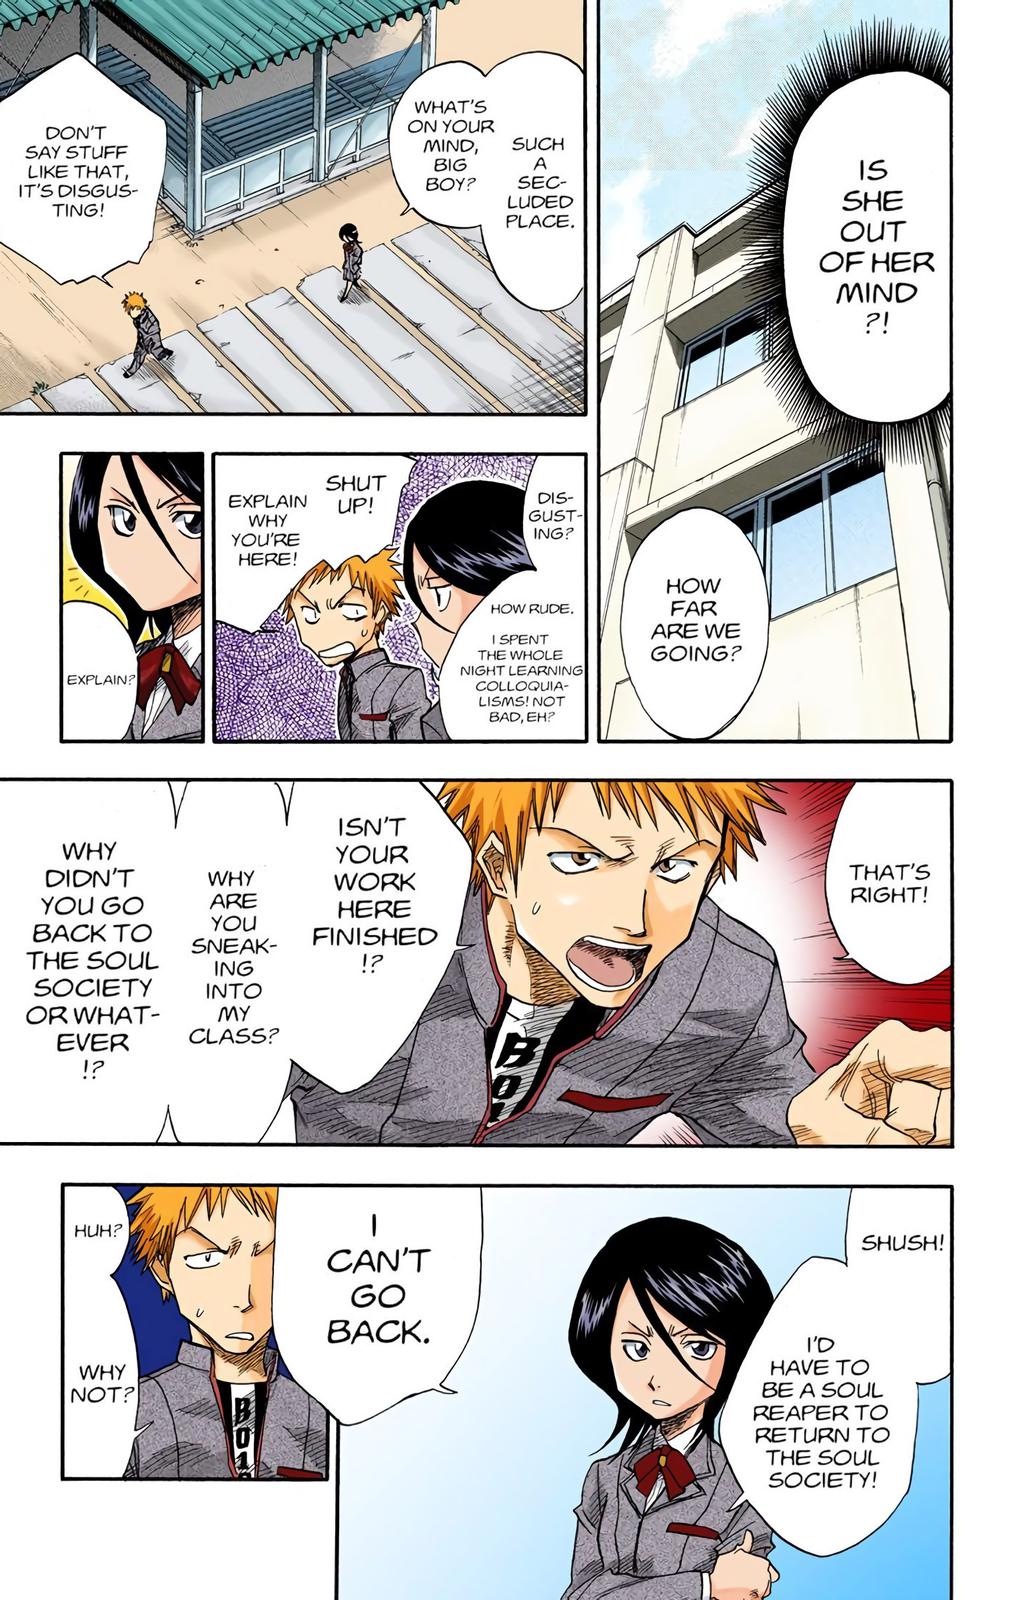 IS
SHE
OUT
OF HER
MIND
?!
HOW
FAR
ARE WE
GOING?
SUCH
A
SEC-
LUDED
PLACE.
WHAT'S
ON YOUR
MIND,
BIG
BOY?
DON'T
SAY STUFF
LIKE THAT,
IT'S DISGUS-
TING!
DIS-
GUST-
ING?
HOW RUDE.
I SPENT
THE WHOLE
NIGHT LEARNING
COLLOQUIA-
LISMS! NOT
BAD, EH?
SHUT
UP!
EXPLAIN
WHY
YOU'RE
HERE!
EXPLAIN?
THAT'S
RIGHT!
ISN'T
YOUR
WORK
HERE
FINISHED
!?
WHY
ARE
YOU
SNEAK-
ING
INTO
MY
CLASS?
WHY
DIDN'T
YOU GO
BACK TO
THE SOUL
SOCIETY
OR WHAT-
EVER
!?
BO1
SHUSH!
I'D
HAVE TO
BE A SOUL
REAPER TO
RETURN TO
THE SOUL
SOCIETY!
I
CAN'T
GO
BACK.
HUH?
WHY
NOT?
BO1